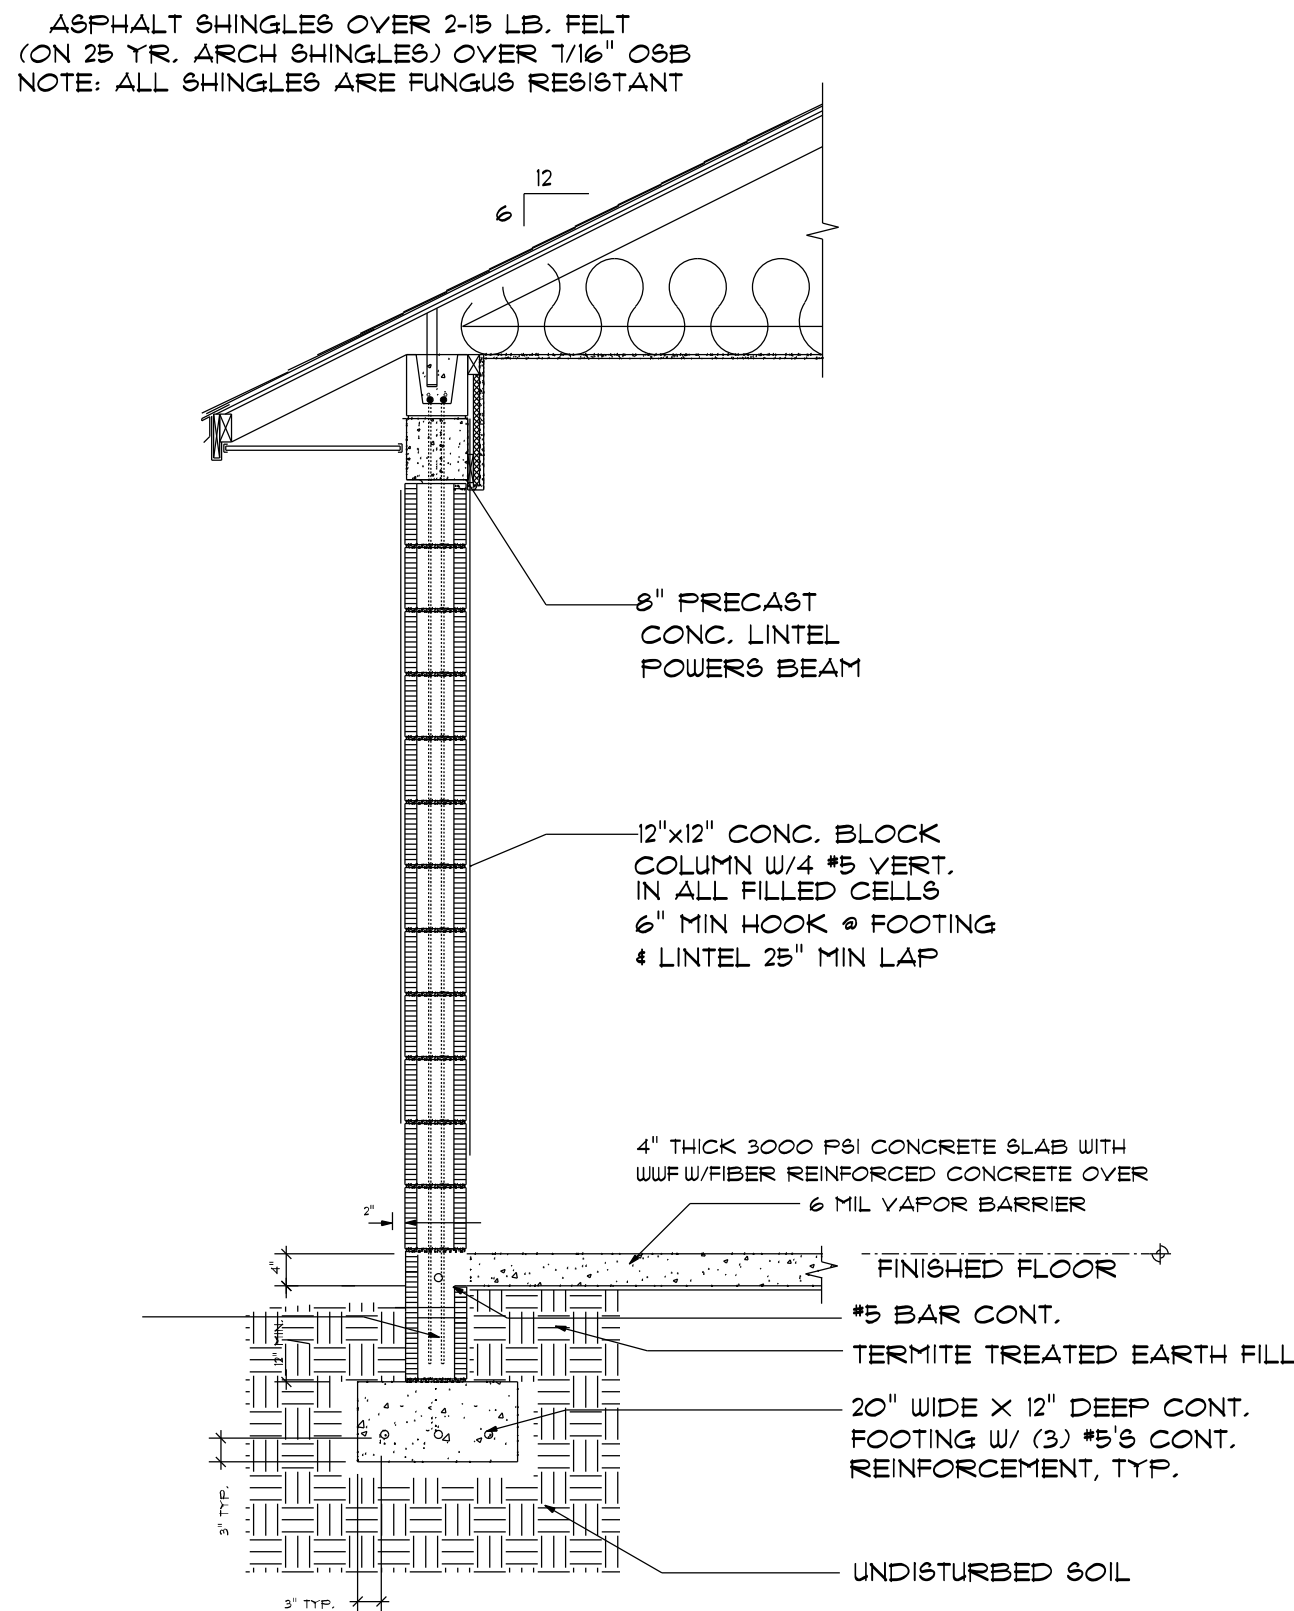 ASPHALT SHINGLES OVER 2-15 LB. FELT
(ON 25 YR. ARCH SHINGLES) OVER 7/16" OSB
NOTE: ALL SHINGLES ARE FUNGUS RESISTANT
12
6
8" PRECAST
CONC. LINTEL
POWERS BEAM
12"x12" CONC. BLOCK
COLUMN W/4 #5 VERT.
IN ALL FILLED CELLS
6" MIN HOOK @ FOOTING
& LINTEL 25" MIN LAP
4" THICK 3000 PSI CONCRETE SLAB WITH
WWF W/FIBER REINFORCED CONCRETE OVER
6 MIL VAPOR BARRIER
2"
4"
FINISHED FLOOR
#5 BAR CONT.
12" MIN.
TERMITE TREATED EARTH FILL
20" WIDE X 12" DEEP CONT.
FOOTING W/ (3) #5'S CONT.
REINFORCEMENT, TYP.
3" TYP.
UNDISTURBED SOIL
3" TYP.